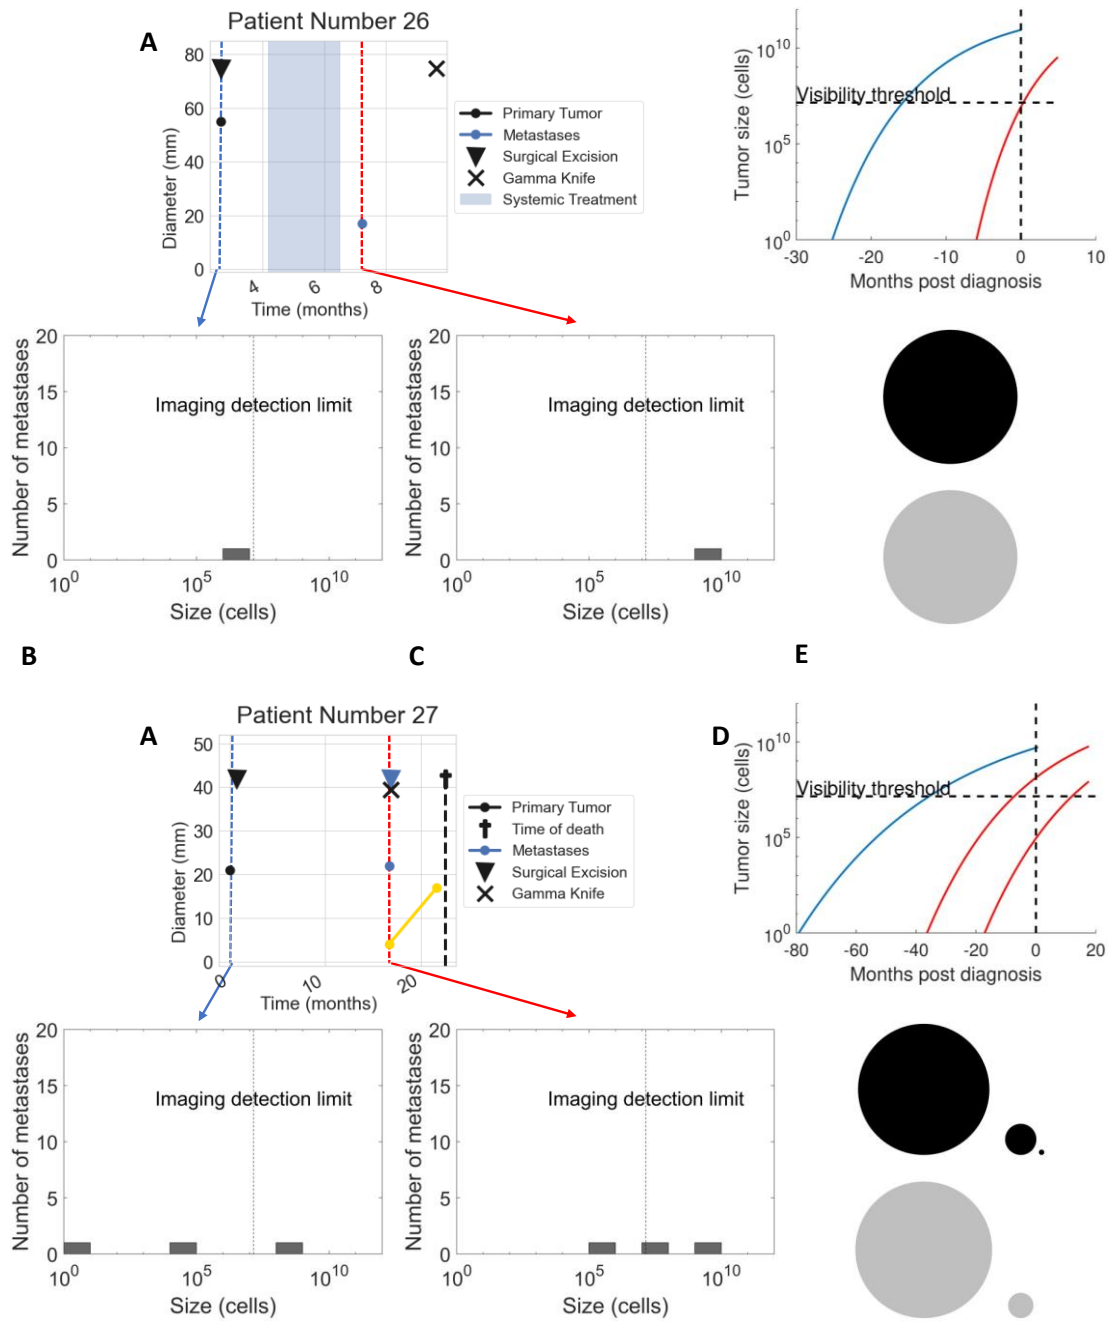 Patient Number 26
A
80
60
40
20
0
Diameter (mm)
4
6
8
Time (months)
Primary Tumor
Metastases
Surgical Excision
Gamma Knife
Systemic Treatment
10^10
10^5
10^0
Tumor size (cells)
Visibility threshold
-30
-20
-10
0
10
Months post diagnosis
20
15
10
5
0
Number of metastases
Imaging detection limit
10^0
10^5
10^10
Size (cells)
20
15
10
5
0
Number of metastases
Imaging detection limit
10^0
10^5
10^10
Size (cells)
B
C
E
Patient Number 27
A
50
40
30
20
10
0
Diameter (mm)
0
10
20
Time (months)
Primary Tumor
Time of death
Metastases
Surgical Excision
Gamma Knife
D
10^10
10^5
10^0
Tumor size (cells)
Visibility threshold
-80
-60
-40
-20
0
20
Months post diagnosis
20
15
10
5
0
Number of metastases
Imaging detection limit
10^0
10^5
10^10
Size (cells)
20
15
10
5
0
Number of metastases
Imaging detection limit
10^0
10^5
10^10
Size (cells)